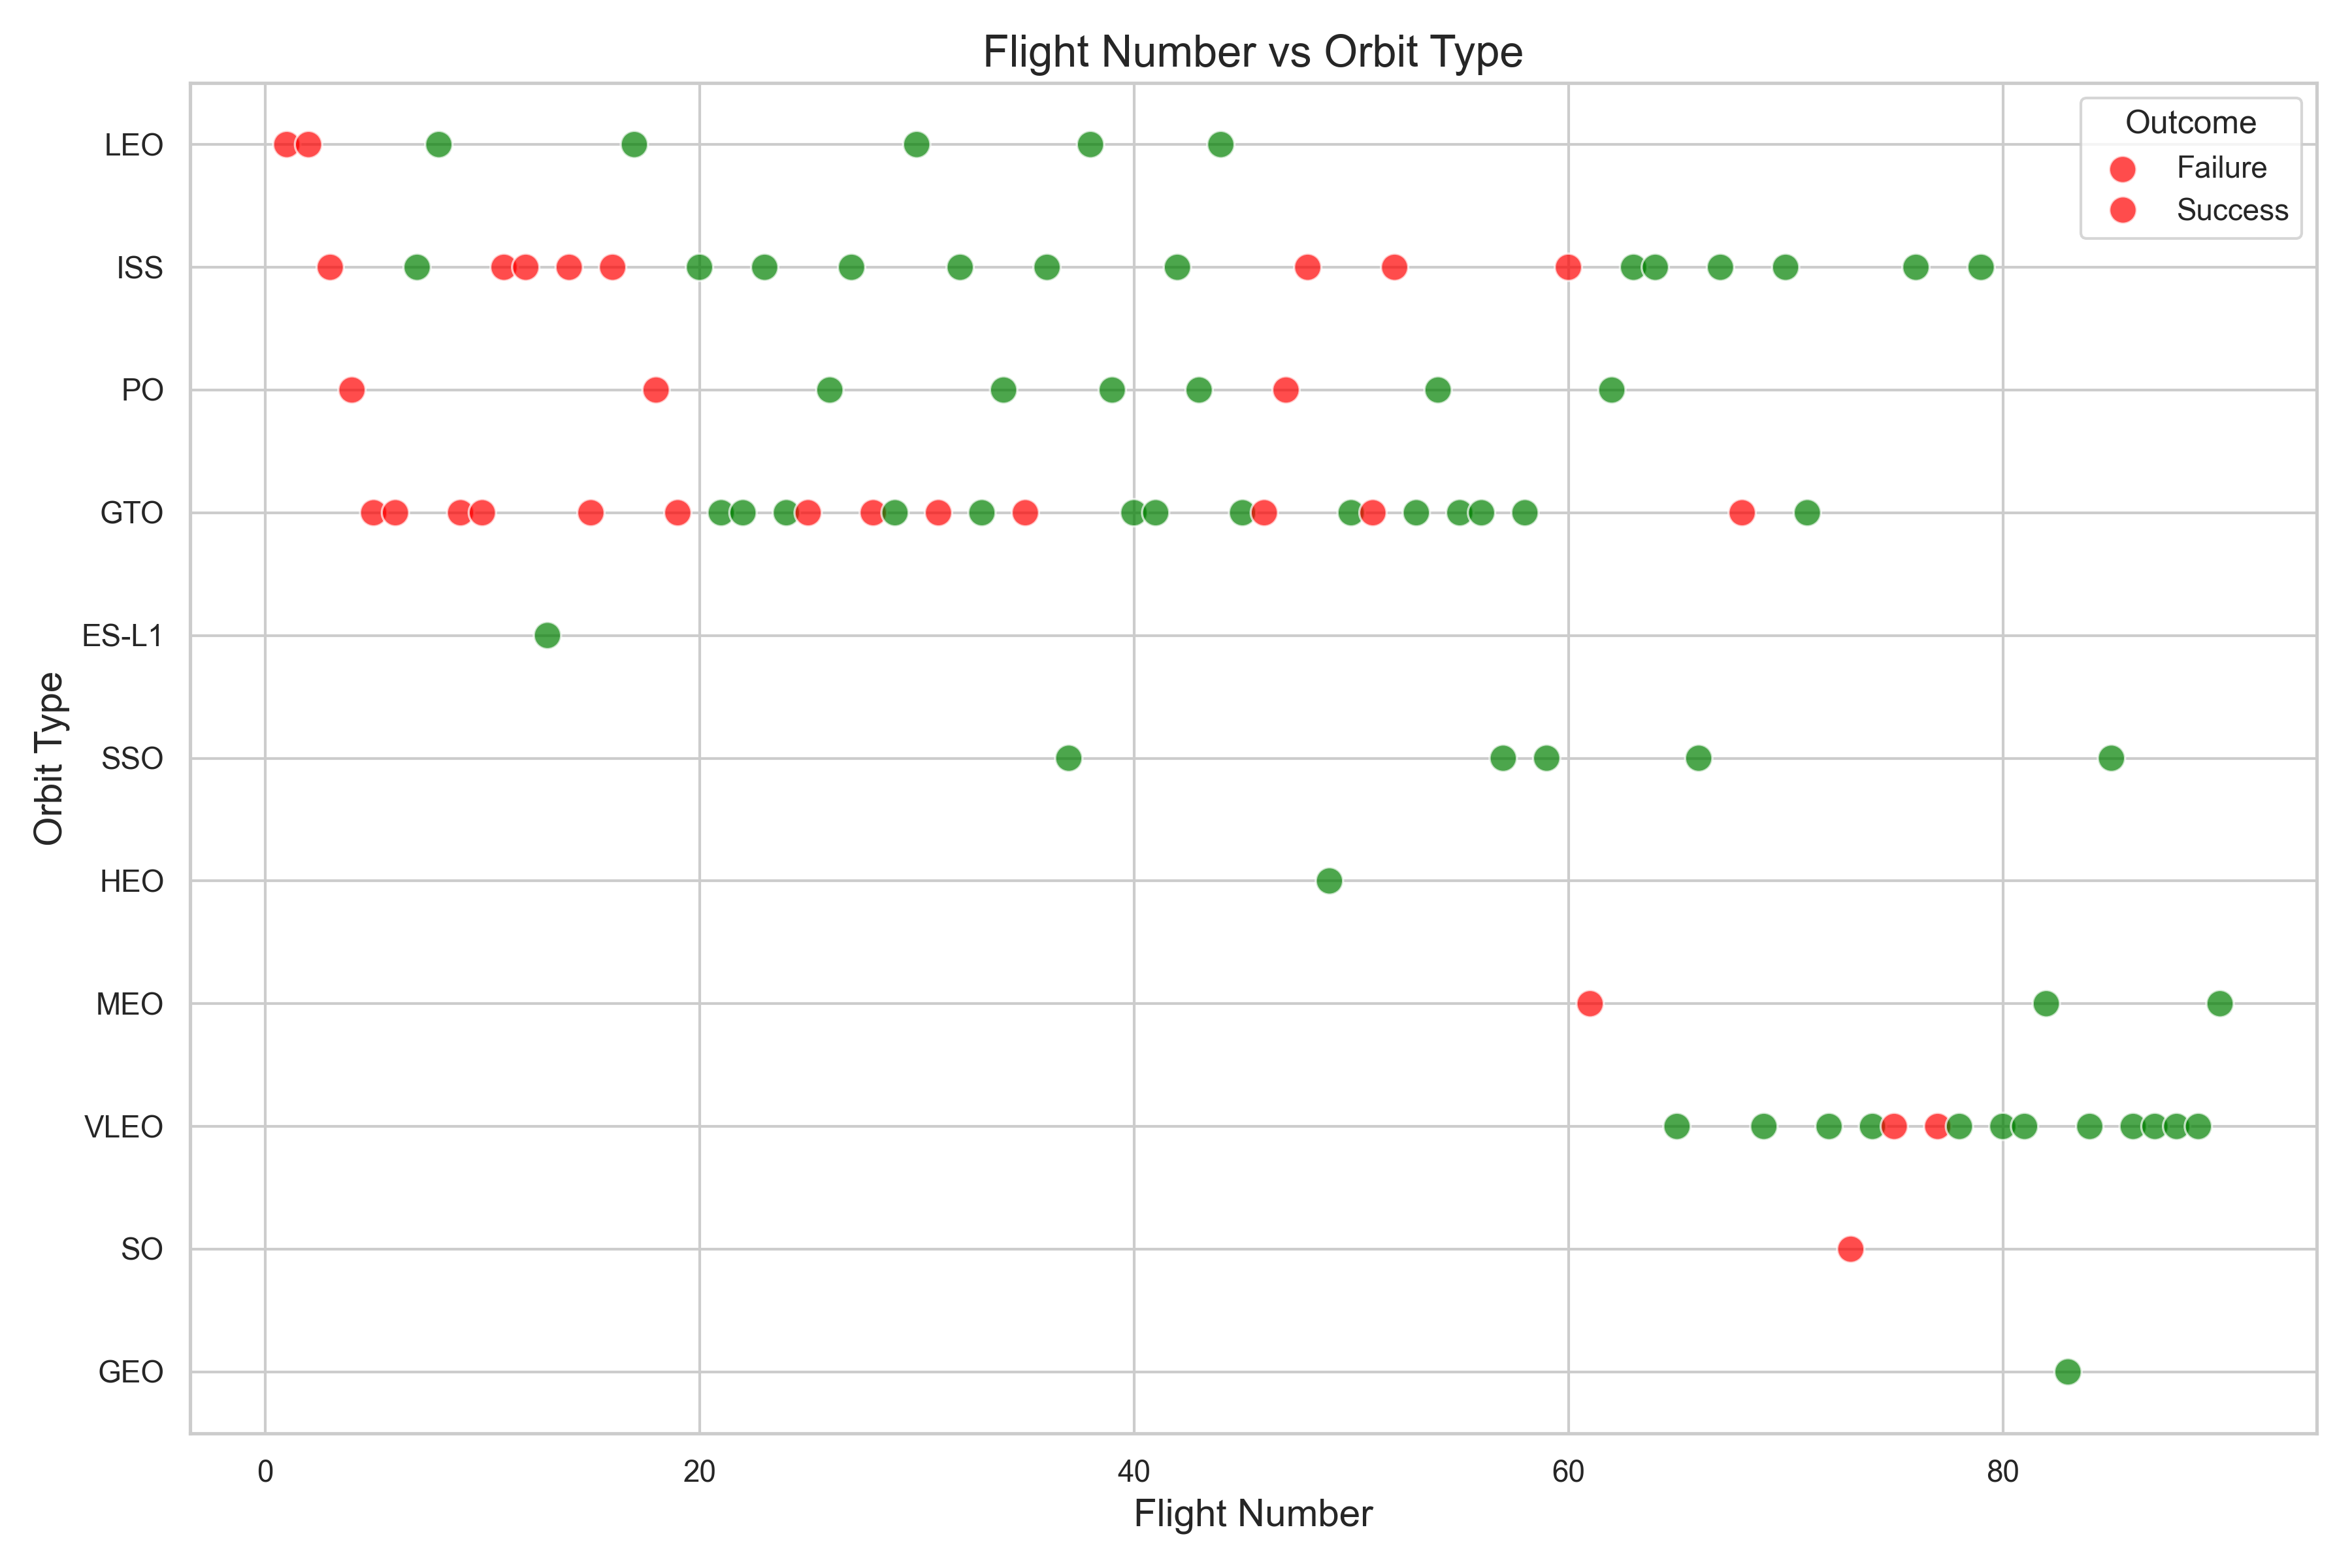 Flight Number vs Orbit Type
Outcome
Failure
Success
LEO
ISS
PO
GTO
ES-L1
SSO
HEO
MEO
VLEO
SO
GEO
Orbit Type
0 20 40 60 80
Flight Number